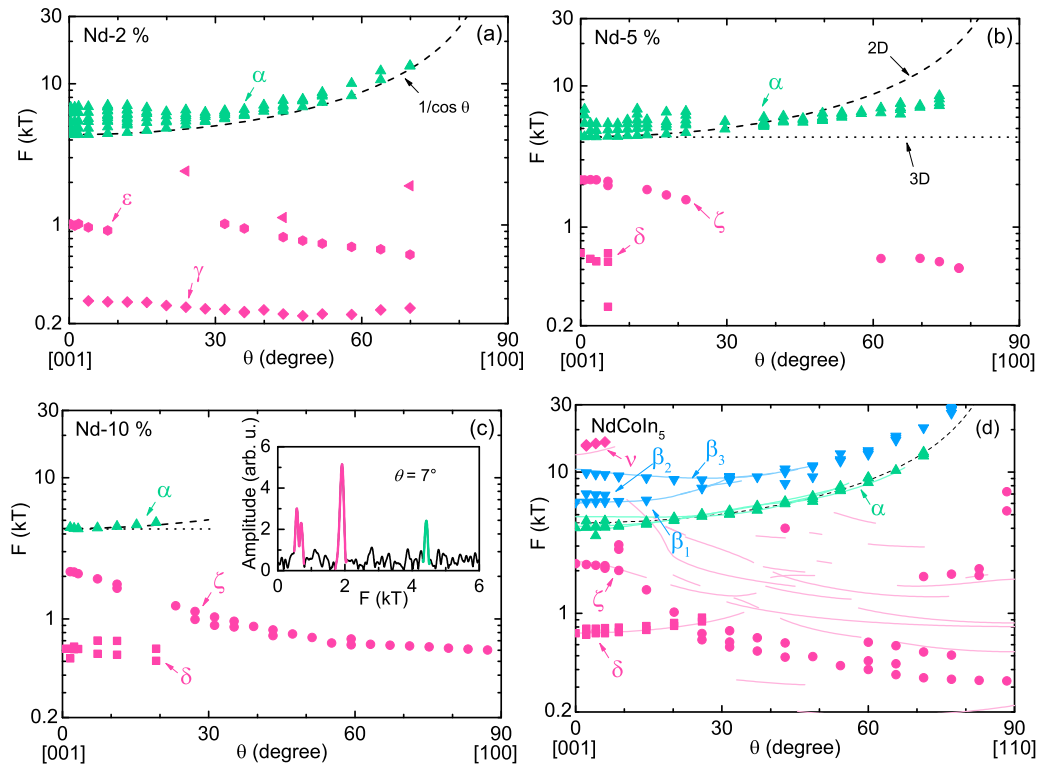 30
Nd-2 %
(a)
α
10
1/cos θ
F (kT)
ε
1
γ
0.2
0
30
60
90
[001]
θ (degree)
[100]
30
Nd-5 %
(b)
2D
α
10
F (kT)
3D
ζ
δ
1
0.2
0
30
60
90
[001]
θ (degree)
[100]
30
Nd-10 %
(c)
10
α
F (kT)
ζ
1
δ
0.2
0
30
60
90
[001]
θ (degree)
[100]
6
5
4
3
2
1
0
Amplitude (arb. u.)
θ = 7°
0
2
4
6
F (kT)
30
NdCoIn5
(d)
ν
β2
β3
10
β1
α
F (kT)
ζ
1
δ
0.2
0
30
60
90
[001]
θ (degree)
[110]